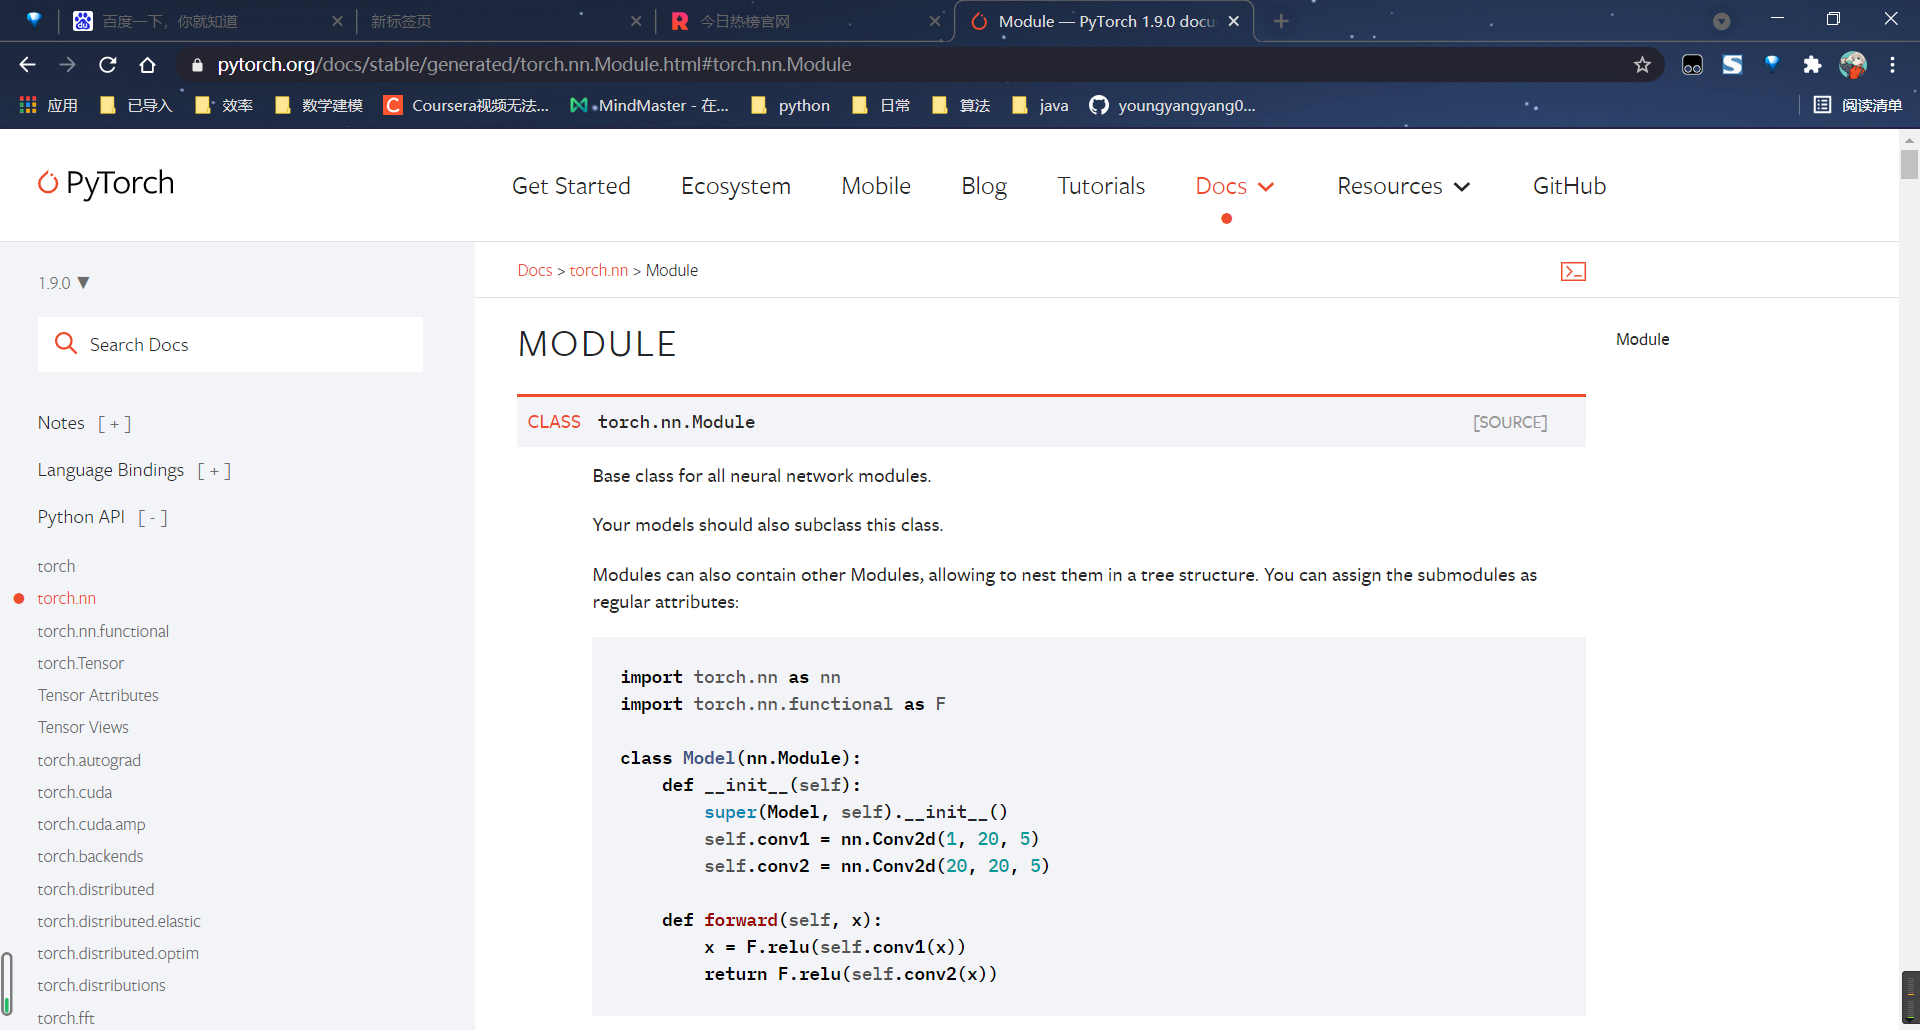 百度一下，你就知道
新标签页
今日热榜官网
Module — PyTorch 1.9.0 docu
pytorch.org/docs/stable/generated/torch.nn.Module.html#torch.nn.Module
应用 已导入 效率 数学建模 Coursera视频无法... MindMaster - 在... python 日常 算法 java youngyangyang0... 阅读清单
PyTorch
Get Started Ecosystem Mobile Blog Tutorials Docs Resources GitHub
1.9.0 ▼
Search Docs
Notes [ + ]
Language Bindings [ + ]
Python API [ - ]
torch
torch.nn
torch.nn.functional
torch.Tensor
Tensor Attributes
Tensor Views
torch.autograd
torch.cuda
torch.cuda.amp
torch.backends
torch.distributed
torch.distributed.elastic
torch.distributed.optim
torch.distributions
torch.fft
Docs > torch.nn > Module
MODULE
CLASS torch.nn.Module [SOURCE]
Base class for all neural network modules.
Your models should also subclass this class.
Modules can also contain other Modules, allowing to nest them in a tree structure. You can assign the submodules as
regular attributes:
import torch.nn as nn
import torch.nn.functional as F
class Model(nn.Module):
    def __init__(self):
        super(Model, self).__init__()
        self.conv1 = nn.Conv2d(1, 20, 5)
        self.conv2 = nn.Conv2d(20, 20, 5)
    def forward(self, x):
        x = F.relu(self.conv1(x))
        return F.relu(self.conv2(x))
Module